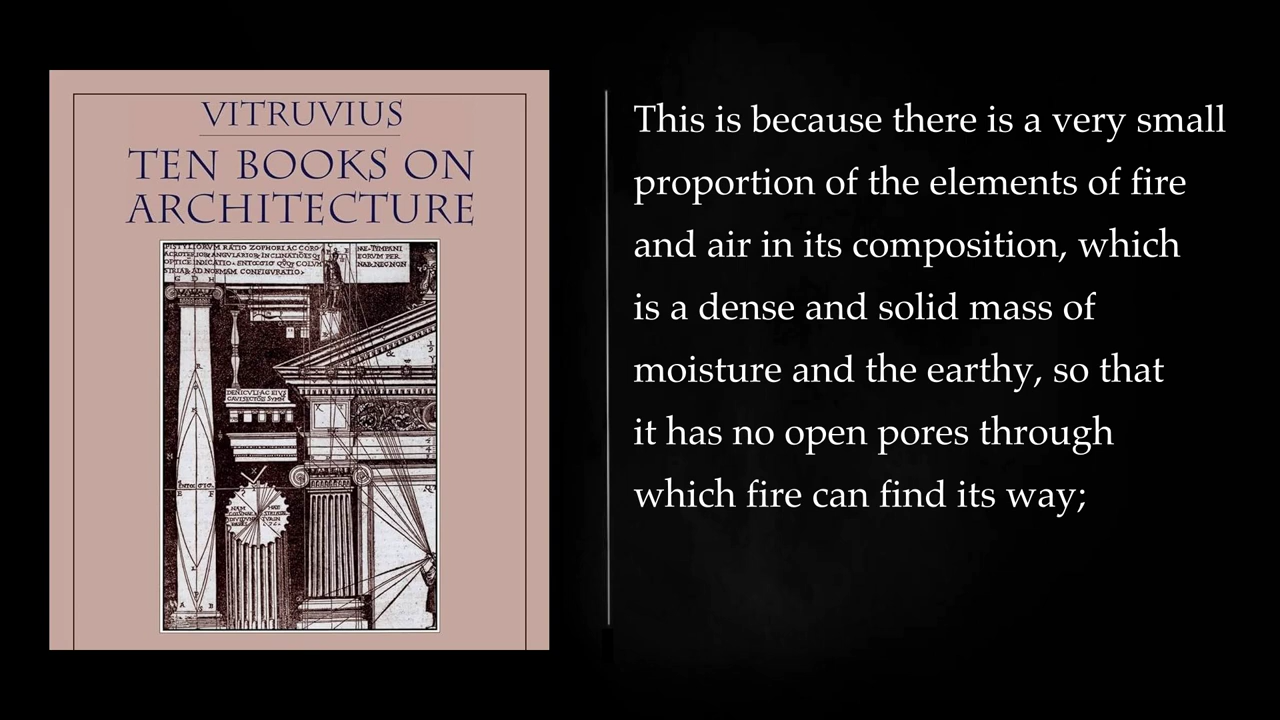 VITRUVIUS
TEN BOOKS ON
ARCHITECTURE
This is because there is a very small
proportion of the elements of fire
and air in its composition, which
is a dense and solid mass of
moisture and the earthy, so that
it has no open pores through
which fire can find its way;